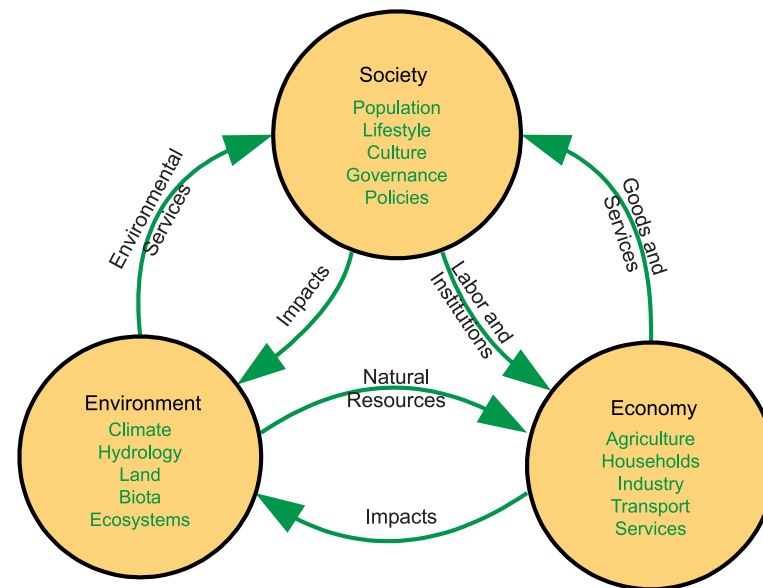 Society
Population
Lifestyle
Culture
Governance
Policies
Environmental
Services
Goods and
Services
Impacts
Labor and
Institutions
Natural
Resources
Environment
Climate
Hydrology
Land
Biota
Ecosystems
Economy
Agriculture
Households
Industry
Transport
Services
Impacts